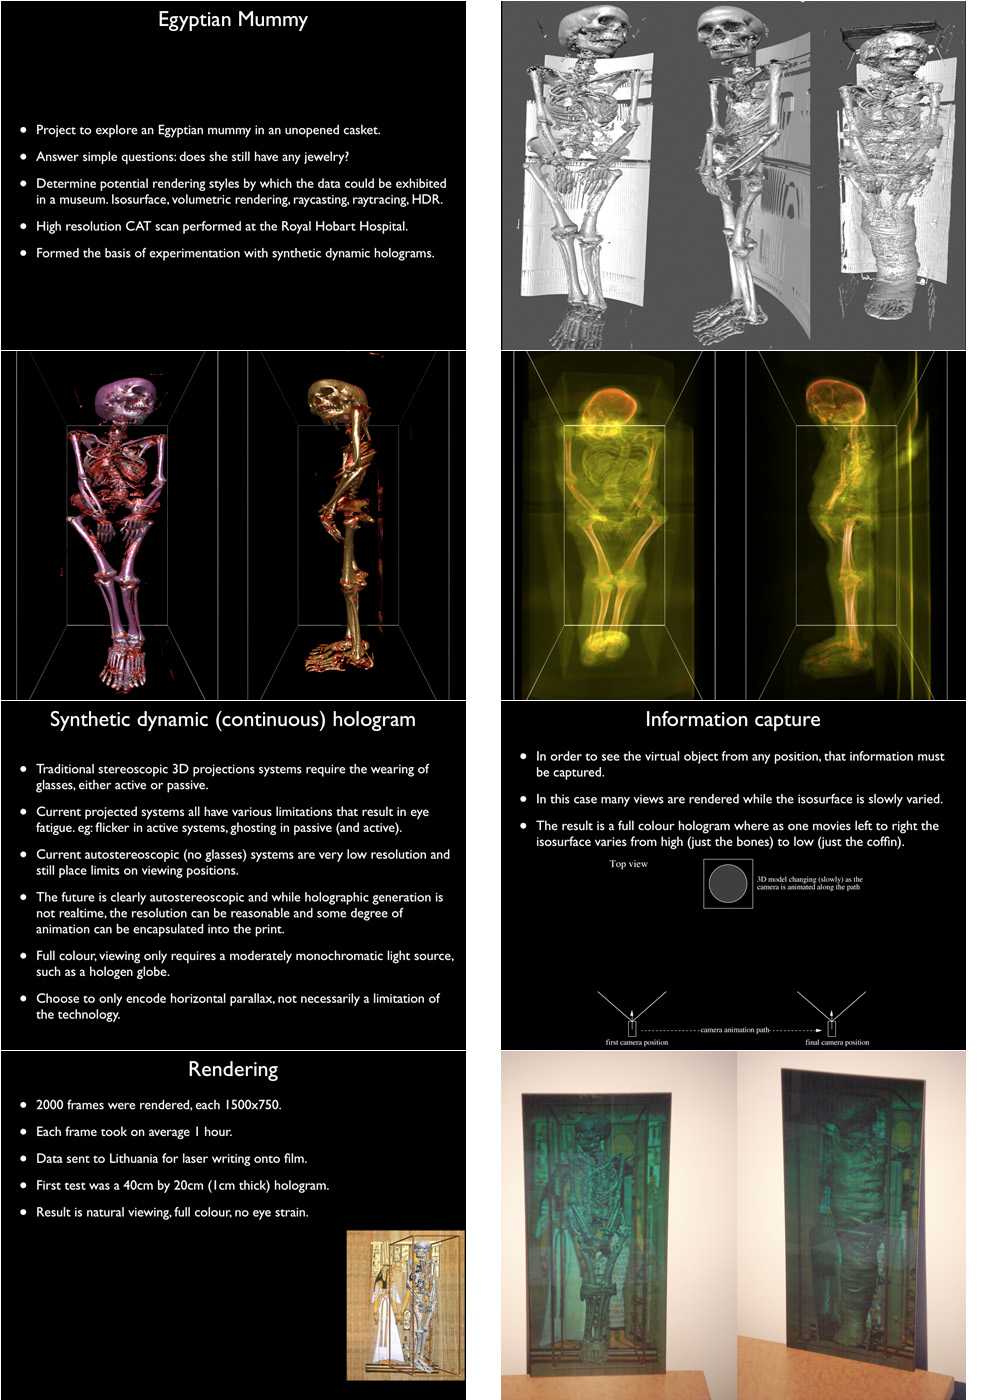 Egyptian Mummy
● Project to explore an Egyptian mummy in an unopened casket.
● Answer simple questions: does she still have any jewelry?
● Determine potential rendering styles by which the data could be exhibited
in a museum. Isosurface, volumetric rendering, raycasting, raytracing, HDR.
● High resolution CAT scan performed at the Royal Hobart Hospital.
● Formed the basis of experimentation with synthetic dynamic holograms.
Synthetic dynamic (continuous) hologram
● Traditional stereoscopic 3D projections systems require the wearing of
glasses, either active or passive.
● Current projected systems all have various limitations that result in eye
fatigue. eg: flicker in active systems, ghosting in passive (and active).
● Current autostereoscopic (no glasses) systems are very low resolution and
still place limits on viewing positions.
● The future is clearly autostereoscopic and while holographic generation is
not realtime, the resolution can be reasonable and some degree of
animation can be encapsulated into the print.
● Full colour, viewing only requires a moderately monochromatic light source,
such as a hologen globe.
● Choose to only encode horizontal parallax, not necessarily a limitation of
the technology.
Information capture
● In order to see the virtual object from any position, that information must
be captured.
● In this case many views are rendered while the isosurface is slowly varied.
● The result is a full colour hologram where as one movies left to right the
isosurface varies from high (just the bones) to low (just the coffin).
Top view
3D model changing (slowly) as the
camera is animated along the path
camera animation path
first camera position
final camera position
Rendering
● 2000 frames were rendered, each 1500x750.
● Each frame took on average 1 hour.
● Data sent to Lithuania for laser writing onto film.
● First test was a 40cm by 20cm (1cm thick) hologram.
● Result is natural viewing, full colour, no eye strain.